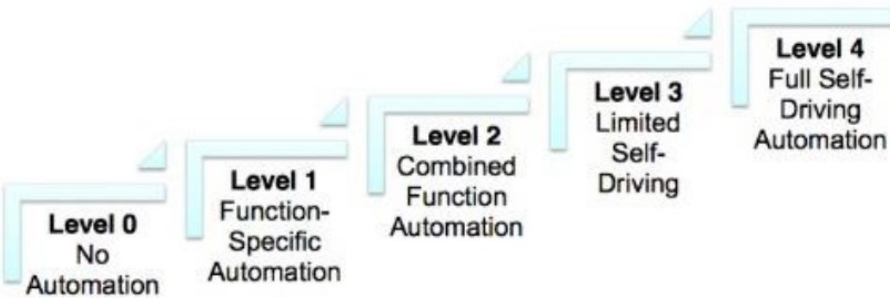 Level 0
No
Automation
Level 1
Function-
Specific
Automation
Level 2
Combined
Function
Automation
Level 3
Limited
Self-
Driving
Level 4
Full Self-
Driving
Automation